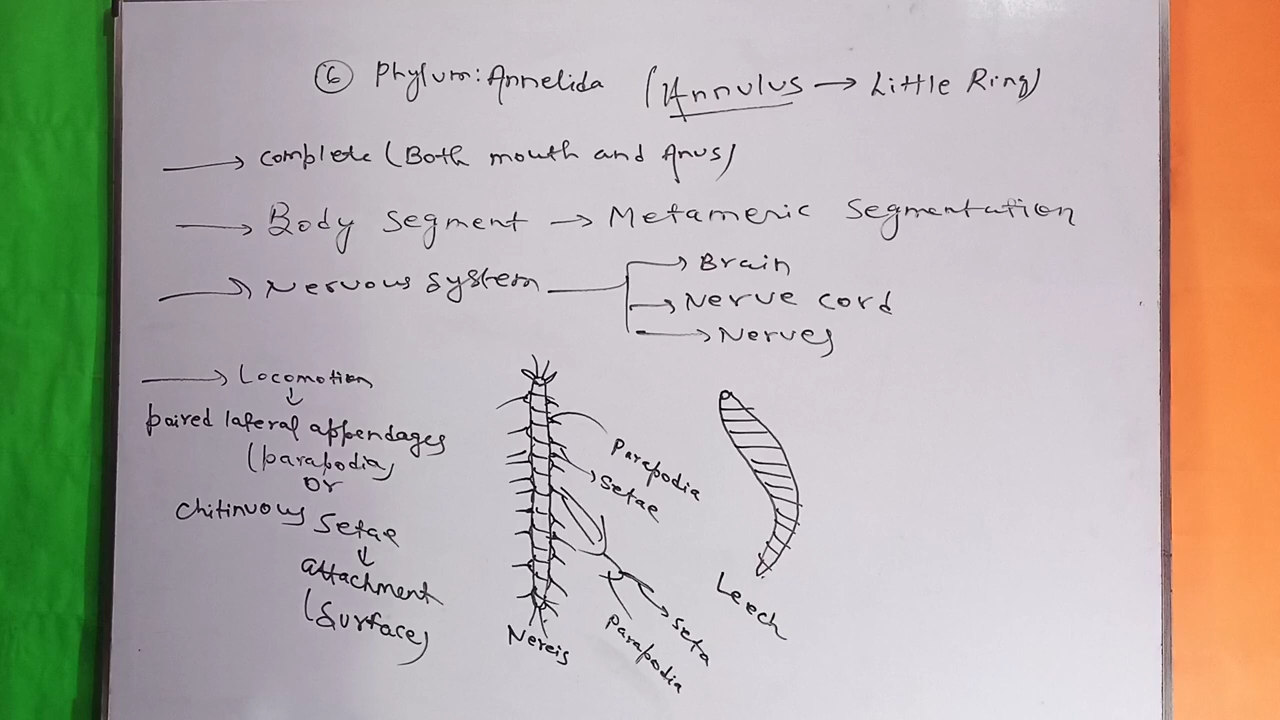 ⑥ Phylum: Annelida (Annulus → Little Ring)
→ complete (Both mouth and Anus)
→ Body segment → Metameric segmentation
→ Nervous system → Brain
→ Nerve cord
→ Nerves
→ Locomotion
↓
paired lateral appendages
(parapodia)
or
chitinuous setae
↓
attachment
(surface)
Parapodia
setae
seta
Parapodia
Nereis
Leech